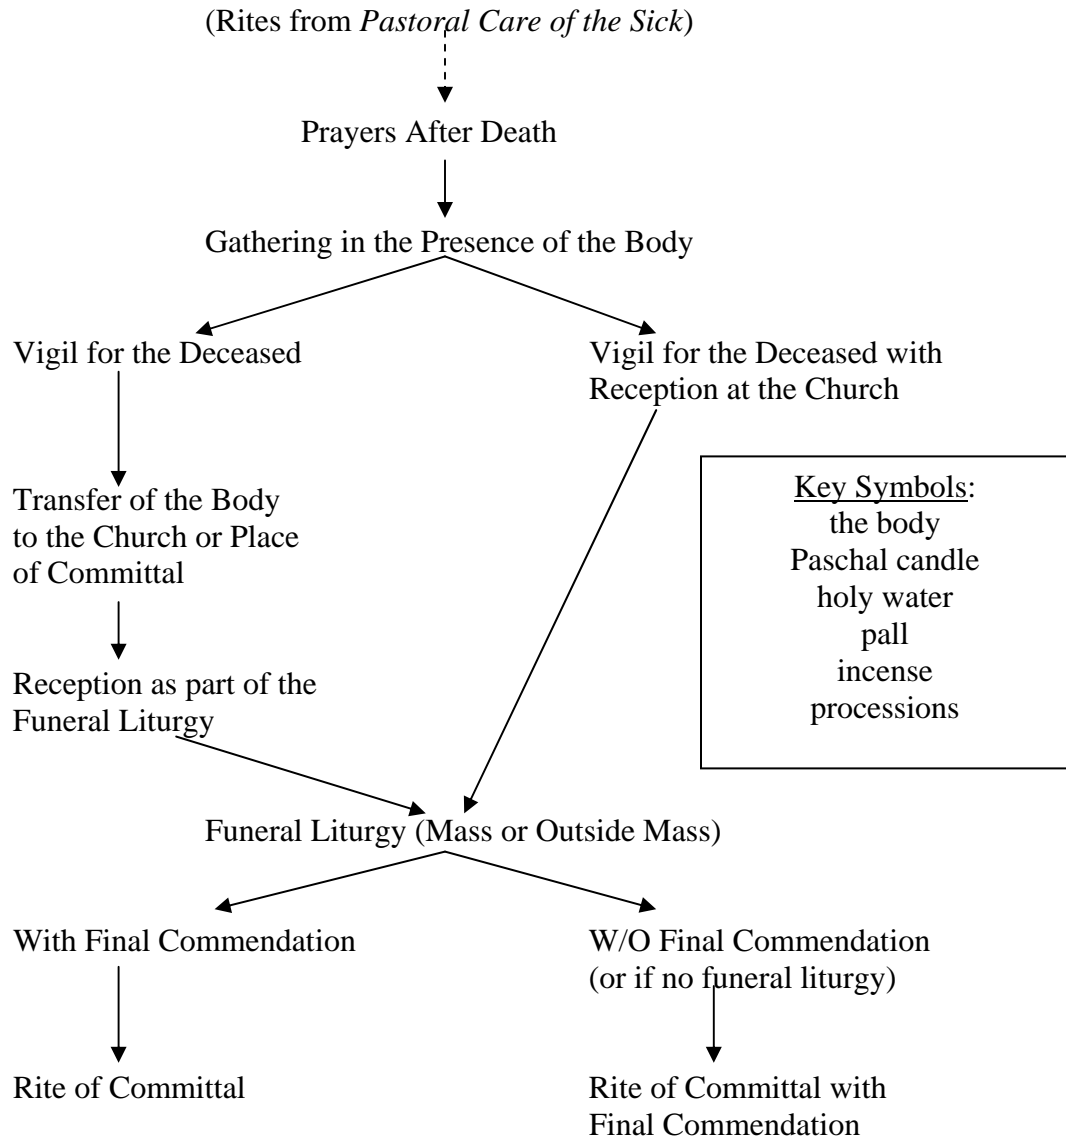 (Rites from Pastoral Care of the Sick)
Prayers After Death
Gathering in the Presence of the Body
Vigil for the Deceased
Vigil for the Deceased with
Reception at the Church
Transfer of the Body
to the Church or Place
of Committal
Key Symbols:
the body
Paschal candle
holy water
pall
incense
processions
Reception as part of the
Funeral Liturgy
Funeral Liturgy (Mass or Outside Mass)
With Final Commendation
W/O Final Commendation
(or if no funeral liturgy)
Rite of Committal
Rite of Committal with
Final Commendation